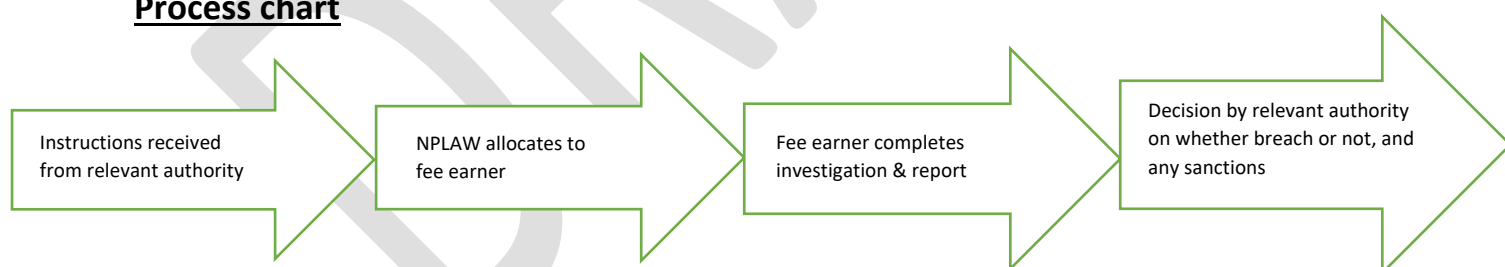 Process chart
Instructions received
from relevant authority
NPLAW allocates to
fee earner
Fee earner completes
investigation & report
Decision by relevant authority
on whether breach or not, and
any sanctions